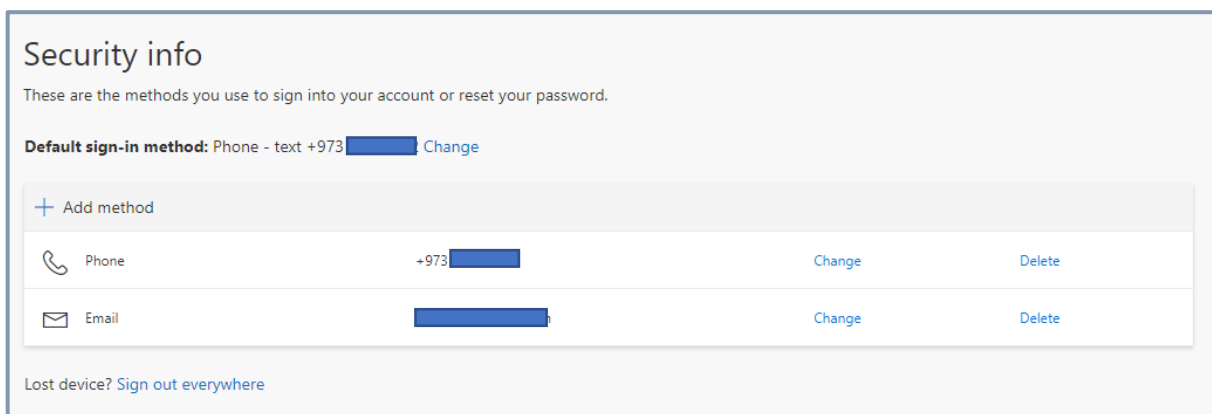 Security info
These are the methods you use to sign into your account or reset your password.
Default sign-in method: Phone - text +973 Change
+ Add method
Phone +973 Change Delete
Email Change Delete
Lost device? Sign out everywhere